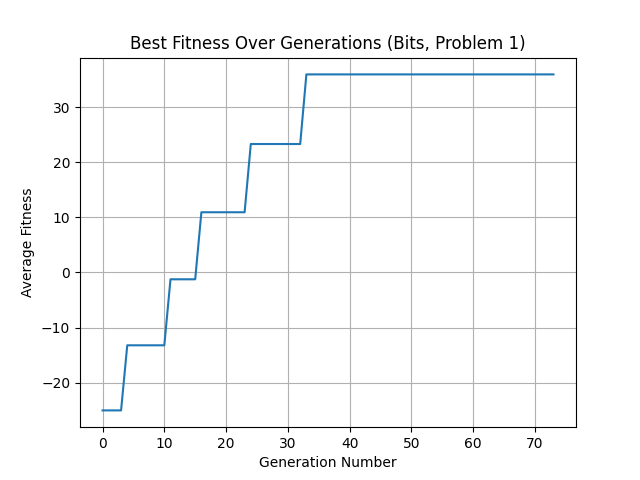 Best Fitness Over Generations (Bits, Problem 1)
Average Fitness
30
20
10
0
−10
−20
0 10 20 30 40 50 60 70
Generation Number